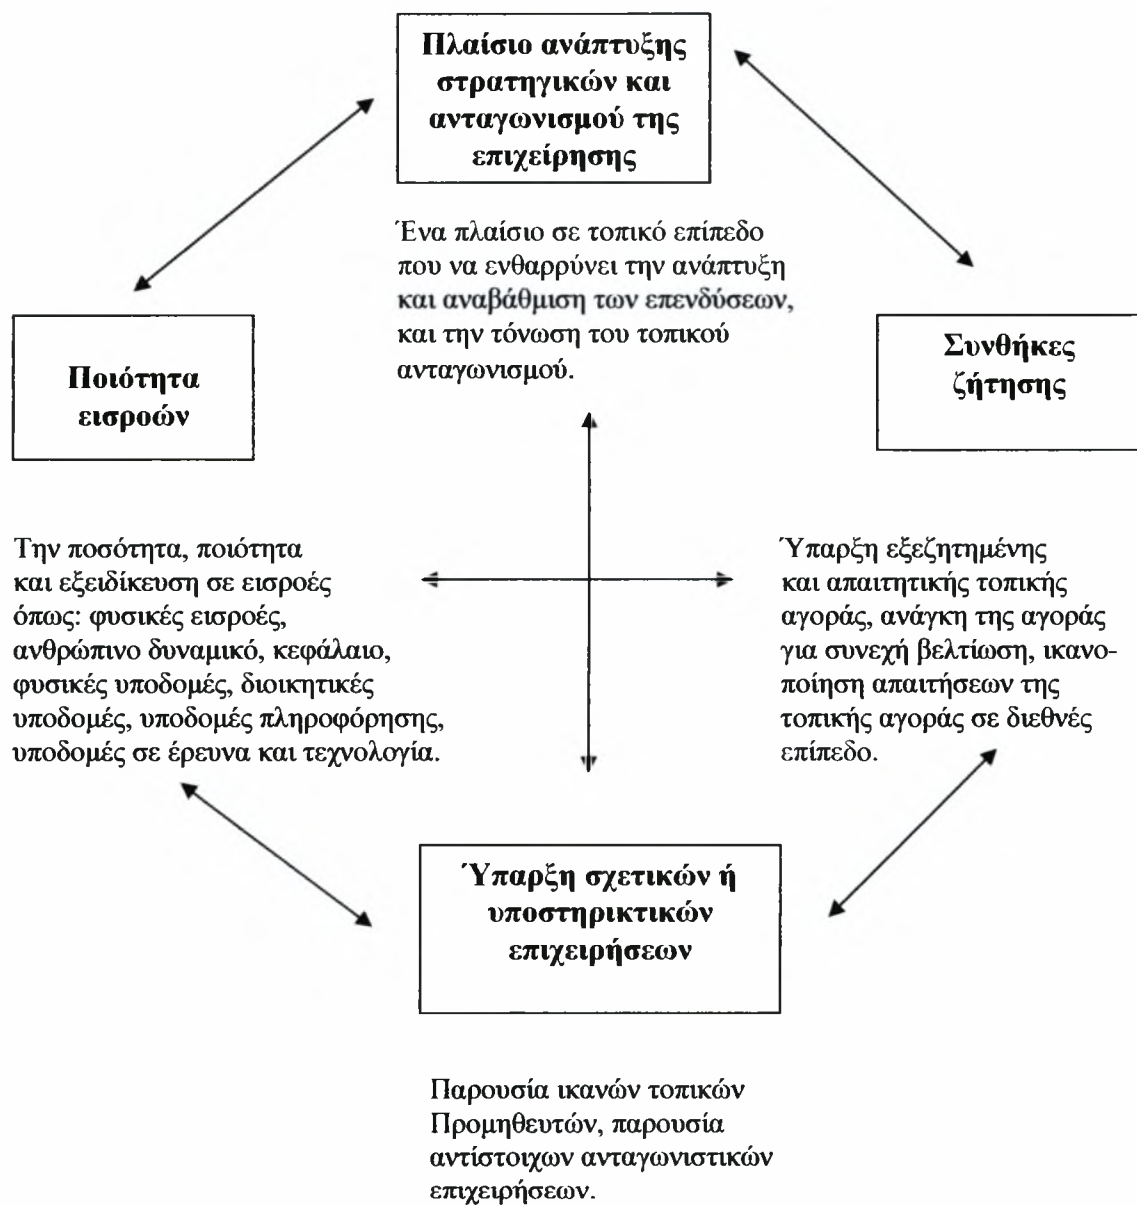 Πλαίσιο ανάπτυξης
στρατηγικών και
ανταγωνισμού της
επιχείρησης
Ένα πλαίσιο σε τοπικό επίπεδο
που να ενθαρρύνει την ανάπτυξη
και αναβάθμιση των επενδύσεων,
και την τόνωση του τοπικού
ανταγωνισμού.
Ποιότητα
εισροών
Συνθήκες
ζήτησης
Την ποσότητα, ποιότητα
και εξειδίκευση σε εισροές
όπως: φυσικές εισροές,
ανθρώπινο δυναμικό, κεφάλαιο,
φυσικές υποδομές, διοικητικές
υποδομές, υποδομές πληροφόρησης,
υποδομές σε έρευνα και τεχνολογία.
Ύπαρξη εξεζητημένης
και απαιτητικής τοπικής
αγοράς, ανάγκη της αγοράς
για συνεχή βελτίωση, ικανο-
ποίηση απαιτήσεων της
τοπικής αγοράς σε διεθνές
επίπεδο.
Ύπαρξη σχετικών ή
υποστηρικτικών
επιχειρήσεων
Παρουσία ικανών τοπικών
Προμηθευτών, παρουσία
αντίστοιχων ανταγωνιστικών
επιχειρήσεων.